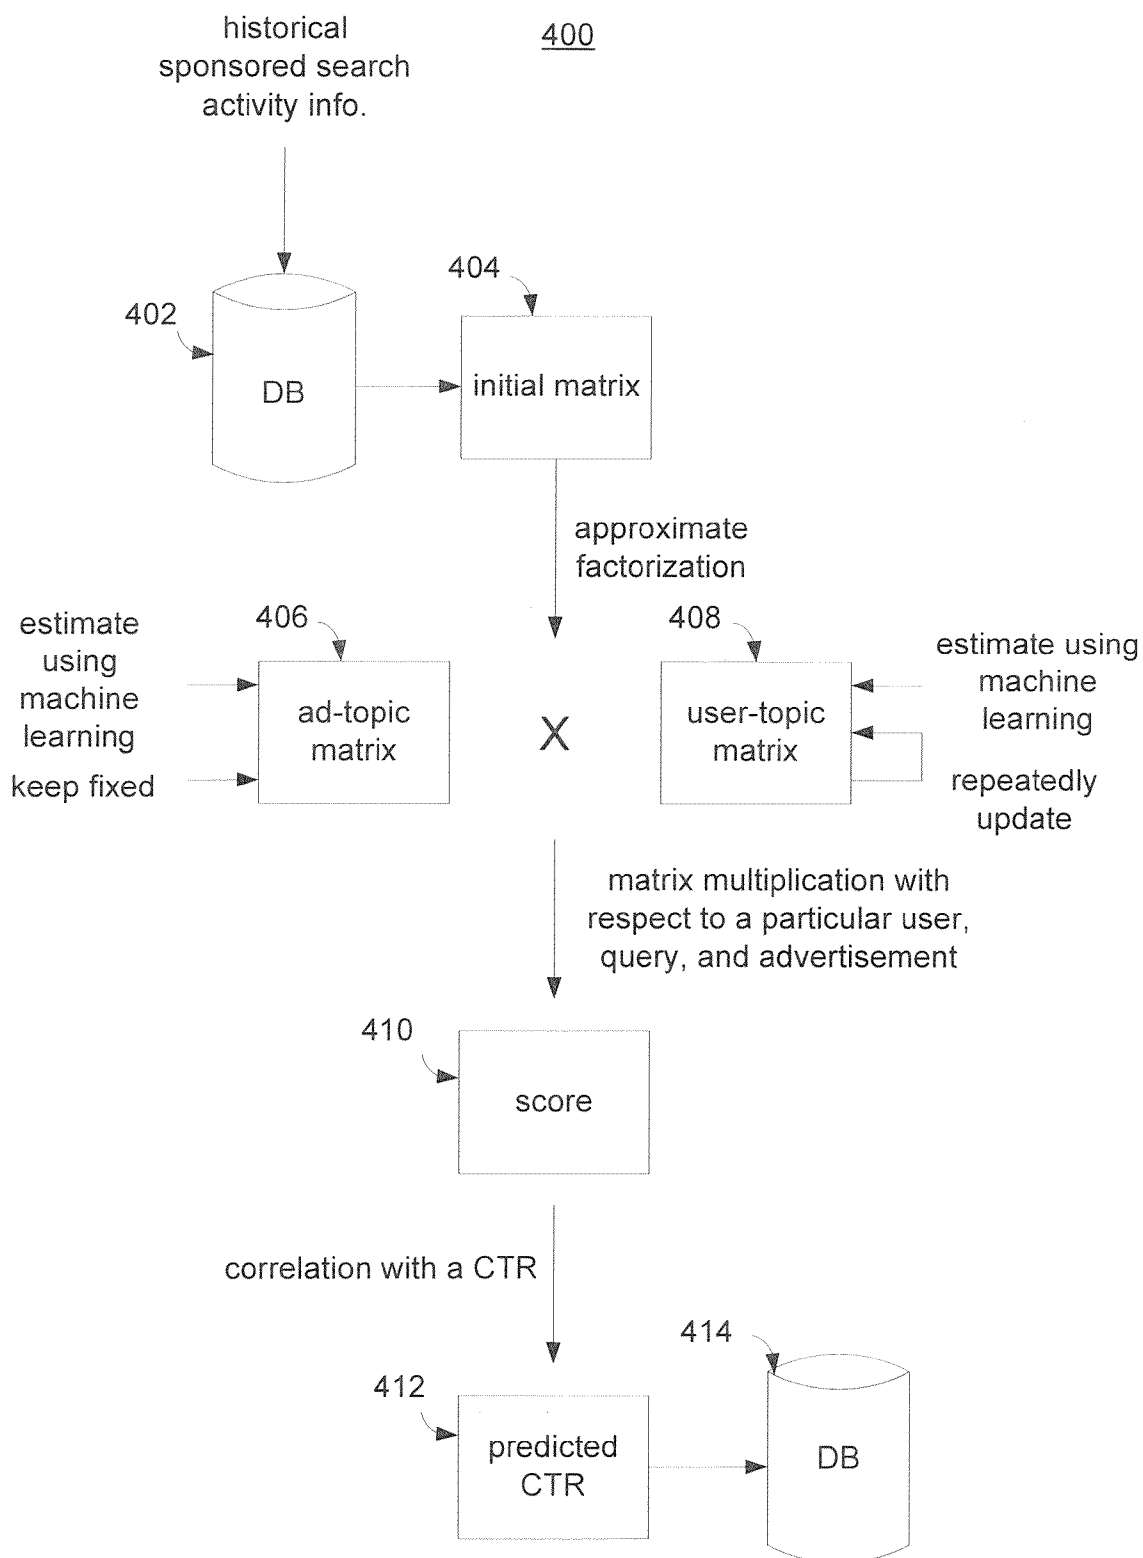 historical
sponsored search
activity info.
400
404
402
DB
initial matrix
approximate
factorization
estimate
using
machine
learning
keep fixed
406
ad-topic
matrix
X
408
user-topic
matrix
estimate using
machine
learning
repeatedly
update
matrix multiplication with
respect to a particular user,
query, and advertisement
410
score
correlation with a CTR
412
predicted
CTR
414
DB